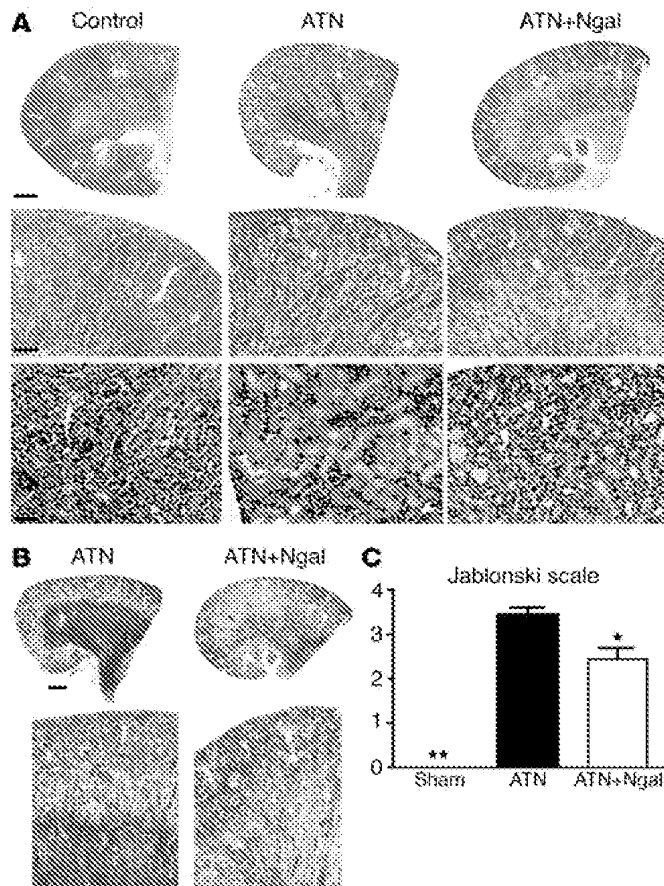 A Control ATN ATN+Ngal
B ATN ATN+Ngal
C Jablonski scale
4
3
2
1
0
*
**
Sham ATN ATN+Ngal